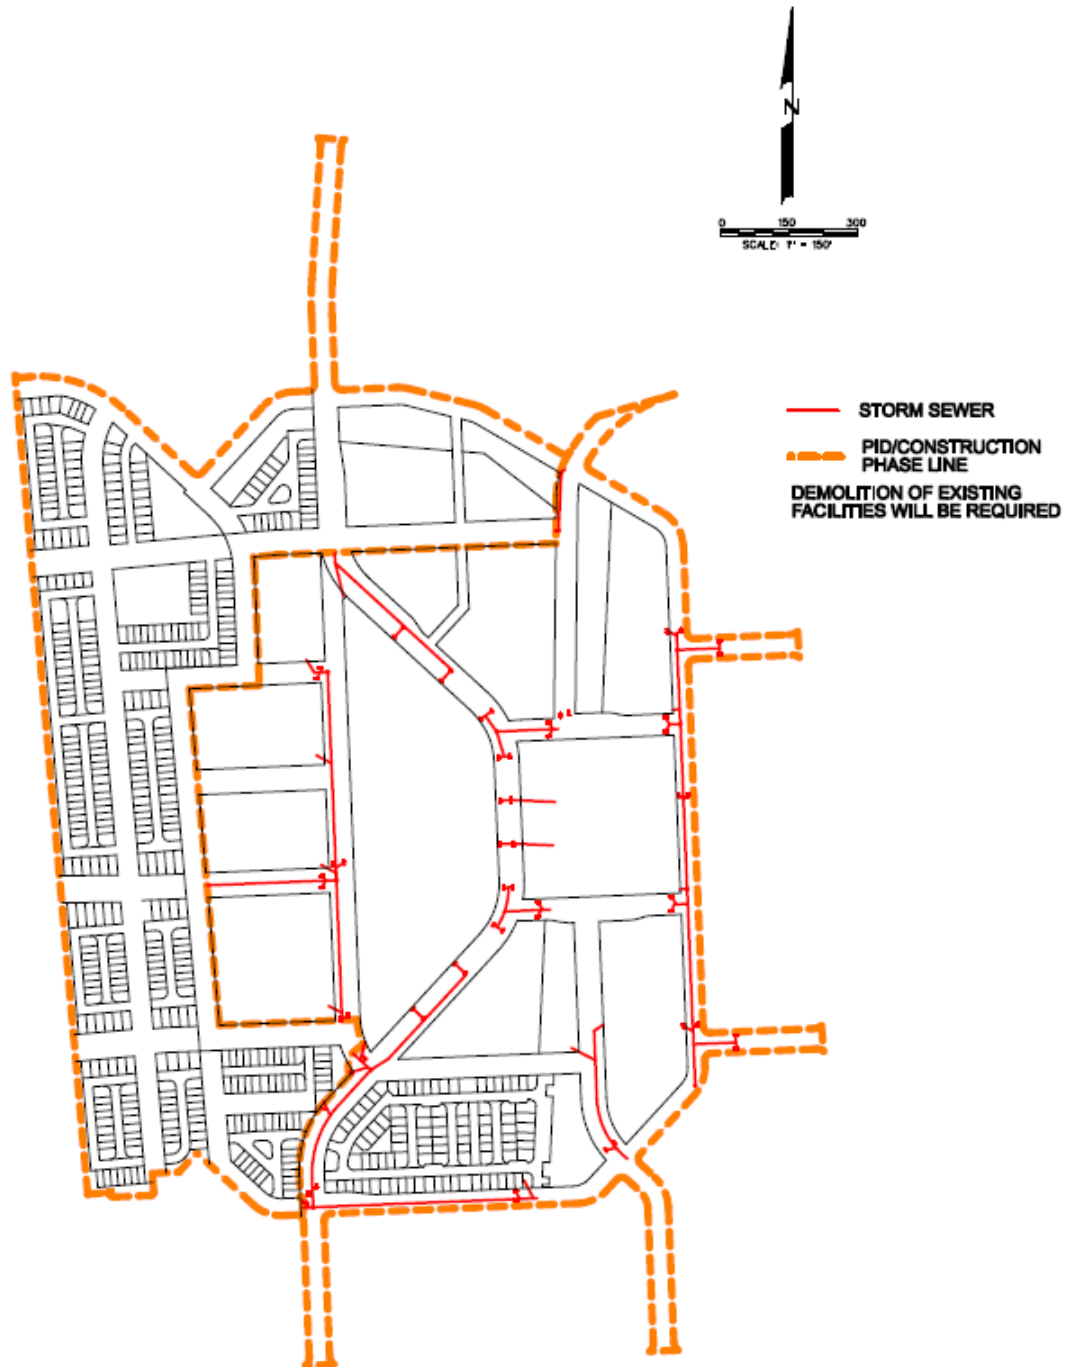 N
0 150 300
SCALE: 1" = 150'
STORM SEWER
PID/CONSTRUCTION
PHASE LINE
DEMOLITION OF EXISTING
FACILITIES WILL BE REQUIRED